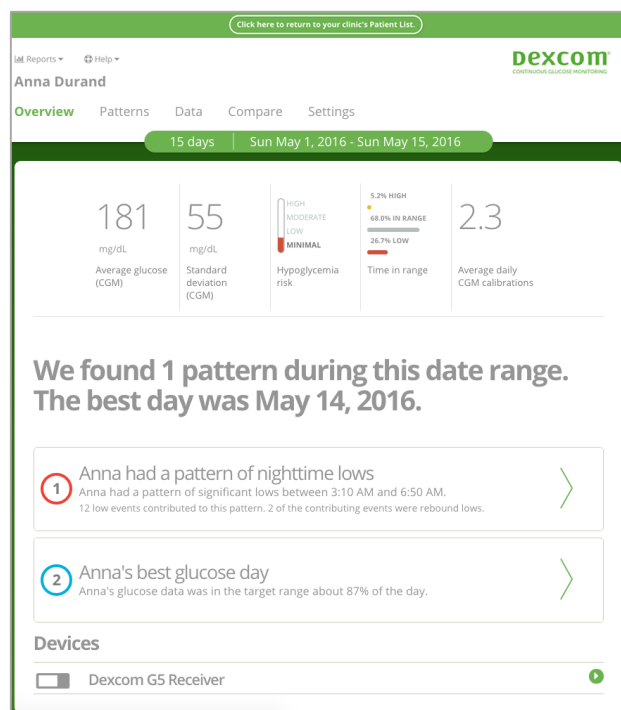 Click here to return to your clinic's Patient List.
Reports Help
Dexcom
CONTINUOUS GLUCOSE MONITORING
Anna Durand
Overview Patterns Data Compare Settings
15 days Sun May 1, 2016 - Sun May 15, 2016
181
mg/dL
Average glucose
(CGM)
55
mg/dL
Standard
deviation
(CGM)
HIGH
MODERATE
LOW
MINIMAL
Hypoglycemia
risk
5.2% HIGH
68.0% IN RANGE
26.7% LOW
Time in range
2.3
Average daily
CGM calibrations
We found 1 pattern during this date range.
The best day was May 14, 2016.
1
Anna had a pattern of nighttime lows
Anna had a pattern of significant lows between 3:10 AM and 6:50 AM.
12 low events contributed to this pattern. 2 of the contributing events were rebound lows.
2
Anna's best glucose day
Anna's glucose data was in the target range about 87% of the day.
Devices
Dexcom G5 Receiver